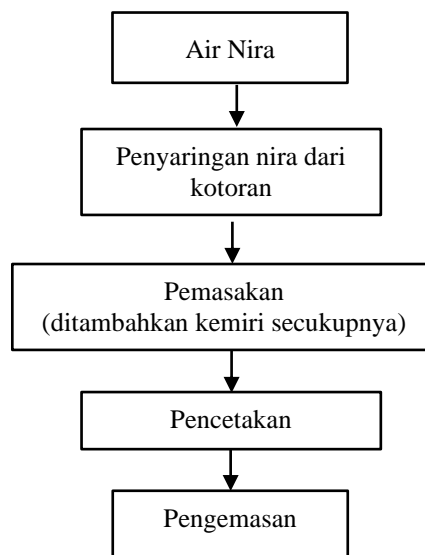 Air Nira
Penyaringan nira dari
kotoran
Pemasakan
(ditambahkan kemiri secukupnya)
Pencetakan
Pengemasan